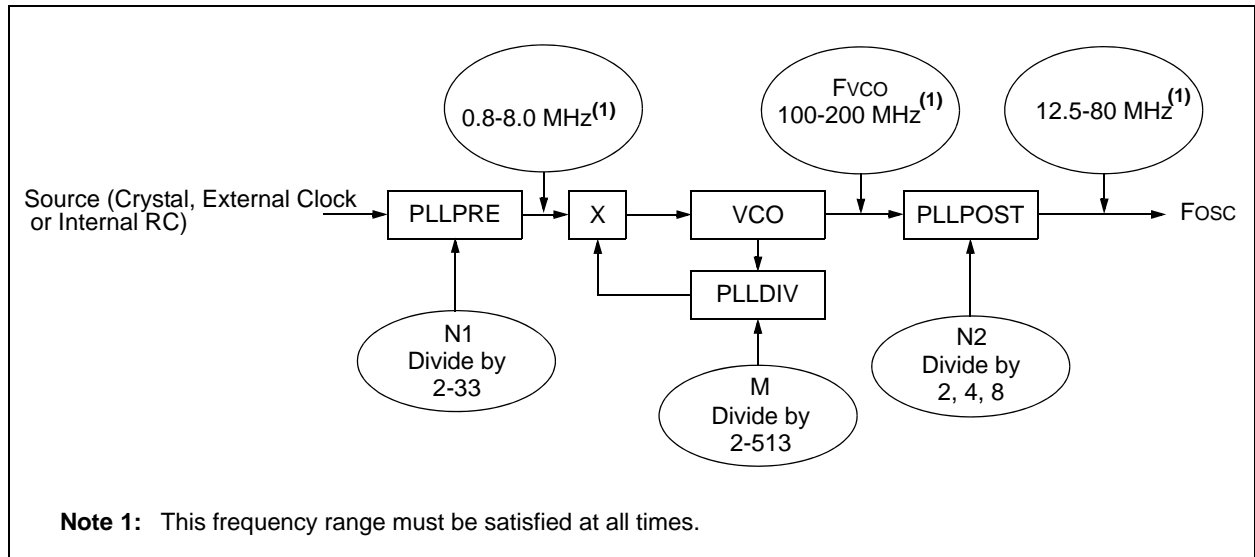 0.8-8.0 MHz(1)
FVCO
100-200 MHz(1)
12.5-80 MHz(1)
Source (Crystal, External Clock
or Internal RC)
PLLPRE
X
VCO
PLLPOST
FOSC
PLLDIV
N1
Divide by
2-33
M
Divide by
2-513
N2
Divide by
2, 4, 8
Note 1: This frequency range must be satisfied at all times.